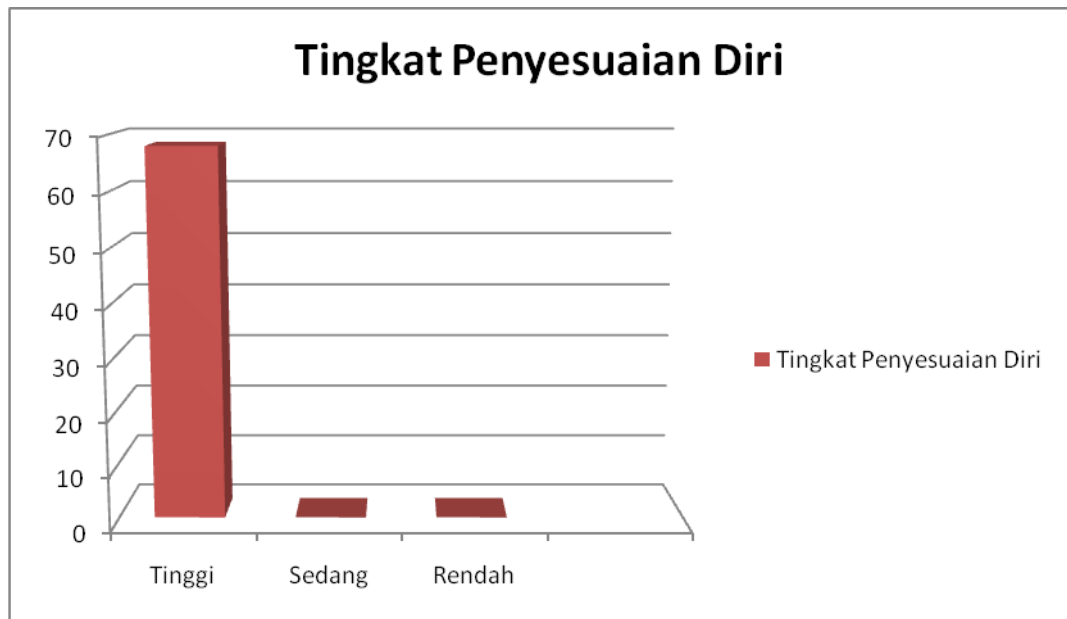 Tingkat Penyesuaian Diri
70
60
50
40
30
20
10
0
Tinggi Sedang Rendah
Tingkat Penyesuaian Diri